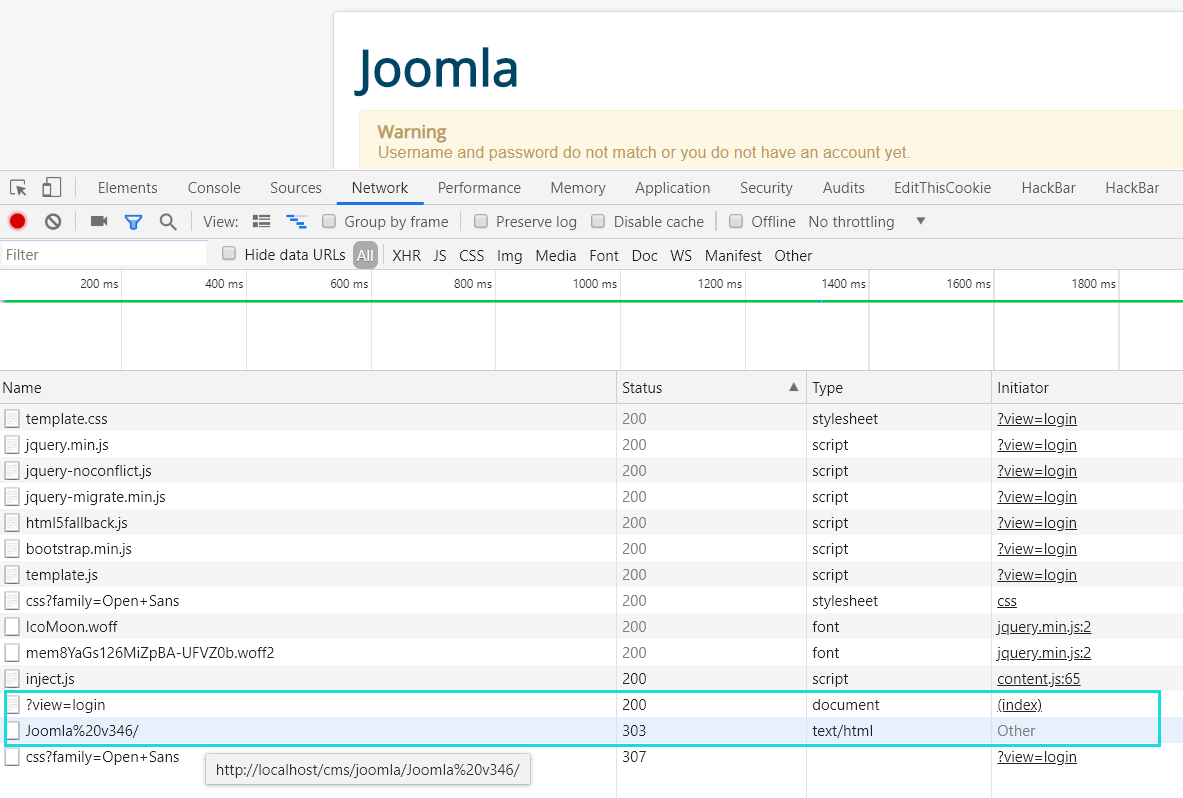 Joomla
Warning
Username and password do not match or you do not have an account yet.
Elements Console Sources Network Performance Memory Application Security Audits EditThisCookie HackBar HackBar
View: Group by frame Preserve log Disable cache Offline No throttling
Filter Hide data URLs All XHR JS CSS Img Media Font Doc WS Manifest Other
200 ms 400 ms 600 ms 800 ms 1000 ms 1200 ms 1400 ms 1600 ms 1800 ms
Name Status Type Initiator
template.css 200 stylesheet ?view=login
jquery.min.js 200 script ?view=login
jquery-noconflict.js 200 script ?view=login
jquery-migrate.min.js 200 script ?view=login
html5fallback.js 200 script ?view=login
bootstrap.min.js 200 script ?view=login
template.js 200 script ?view=login
css?family=Open+Sans 200 stylesheet css
IcoMoon.woff 200 font jquery.min.js:2
mem8YaGs126MiZpBA-UFVZ0b.woff2 200 font jquery.min.js:2
inject.js 200 script content.js:65
?view=login 200 document (index)
Joomla%20v346/ 303 text/html Other
css?family=Open+Sans 307 ?view=login
http://localhost/cms/joomla/Joomla%20v346/